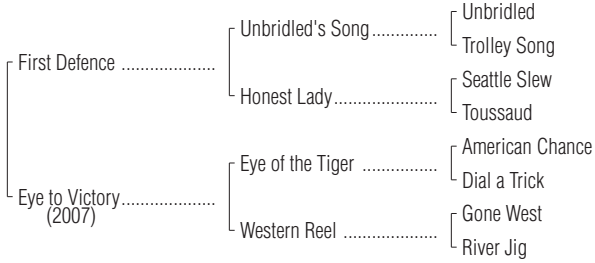 Unbridled
Unbridled's Song..............
Trolley Song
First Defence ....................
Seattle Slew
Honest Lady......................
Toussaud
American Chance
Eye of the Tiger ................
Dial a Trick
Eye to Victory....................
(2007)
Gone West
Western Reel ....................
River Jig